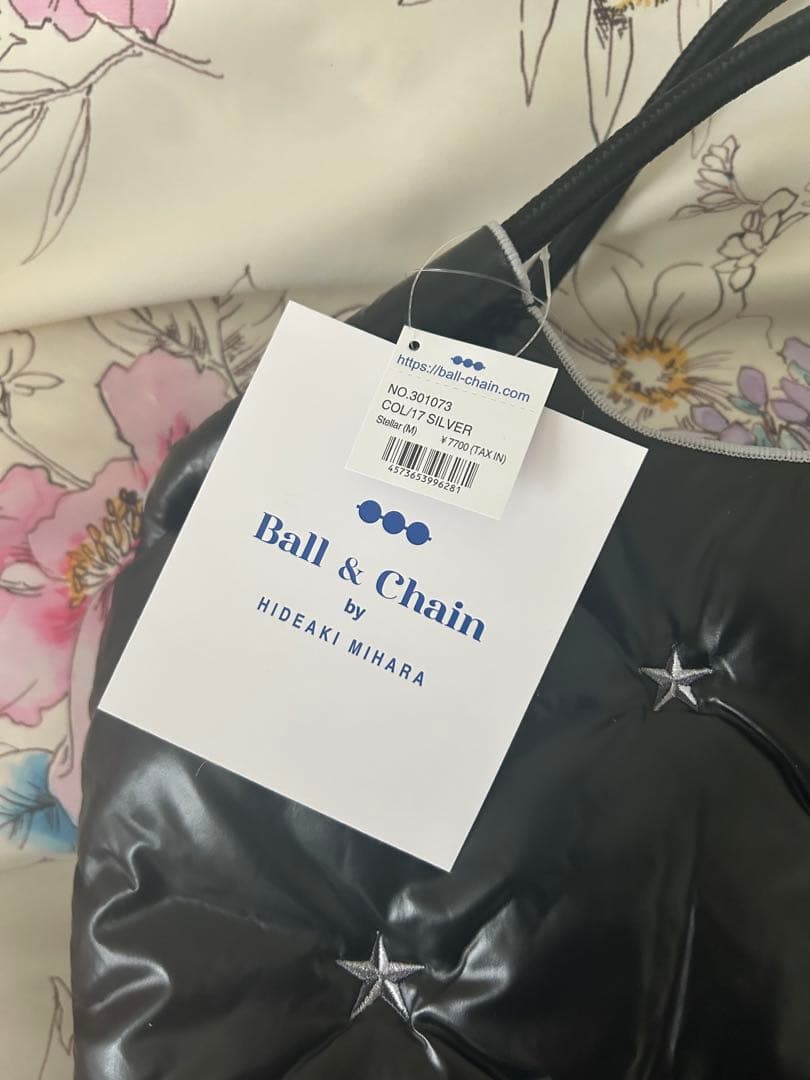 https://ball-chain.com
NO.301073
COL/17 SILVER
Stellar(M) ￥7700(TAX IN)
4573653996281
Ball & Chain
by
HIDEAKI MIHARA